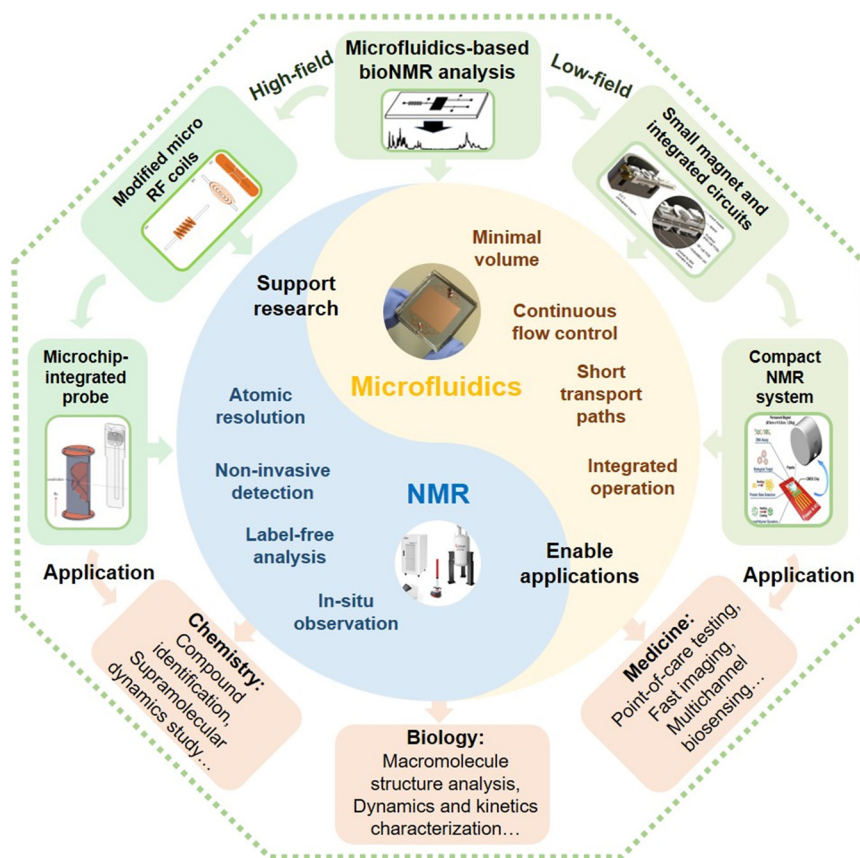 Microfluidics-based
bioNMR analysis
High-field
Low-field
Modified micro
RF coils
Small magnet and
integrated circuits
Support
research
Minimal
volume
Continuous
flow control
Microfluidics
Short
transport
paths
Integrated
operation
Microchip-
integrated
probe
Compact
NMR
system
Atomic
resolution
Non-invasive
detection
Label-free
analysis
In-situ
observation
NMR
Enable
applications
Application
Application
Chemistry:
Compound
identification,
Supramolecular
dynamics study…
Biology:
Macromolecule
structure analysis,
Dynamics and kinetics
characterization…
Medicine:
Point-of-care testing,
Fast imaging,
Multichannel
biosensing…